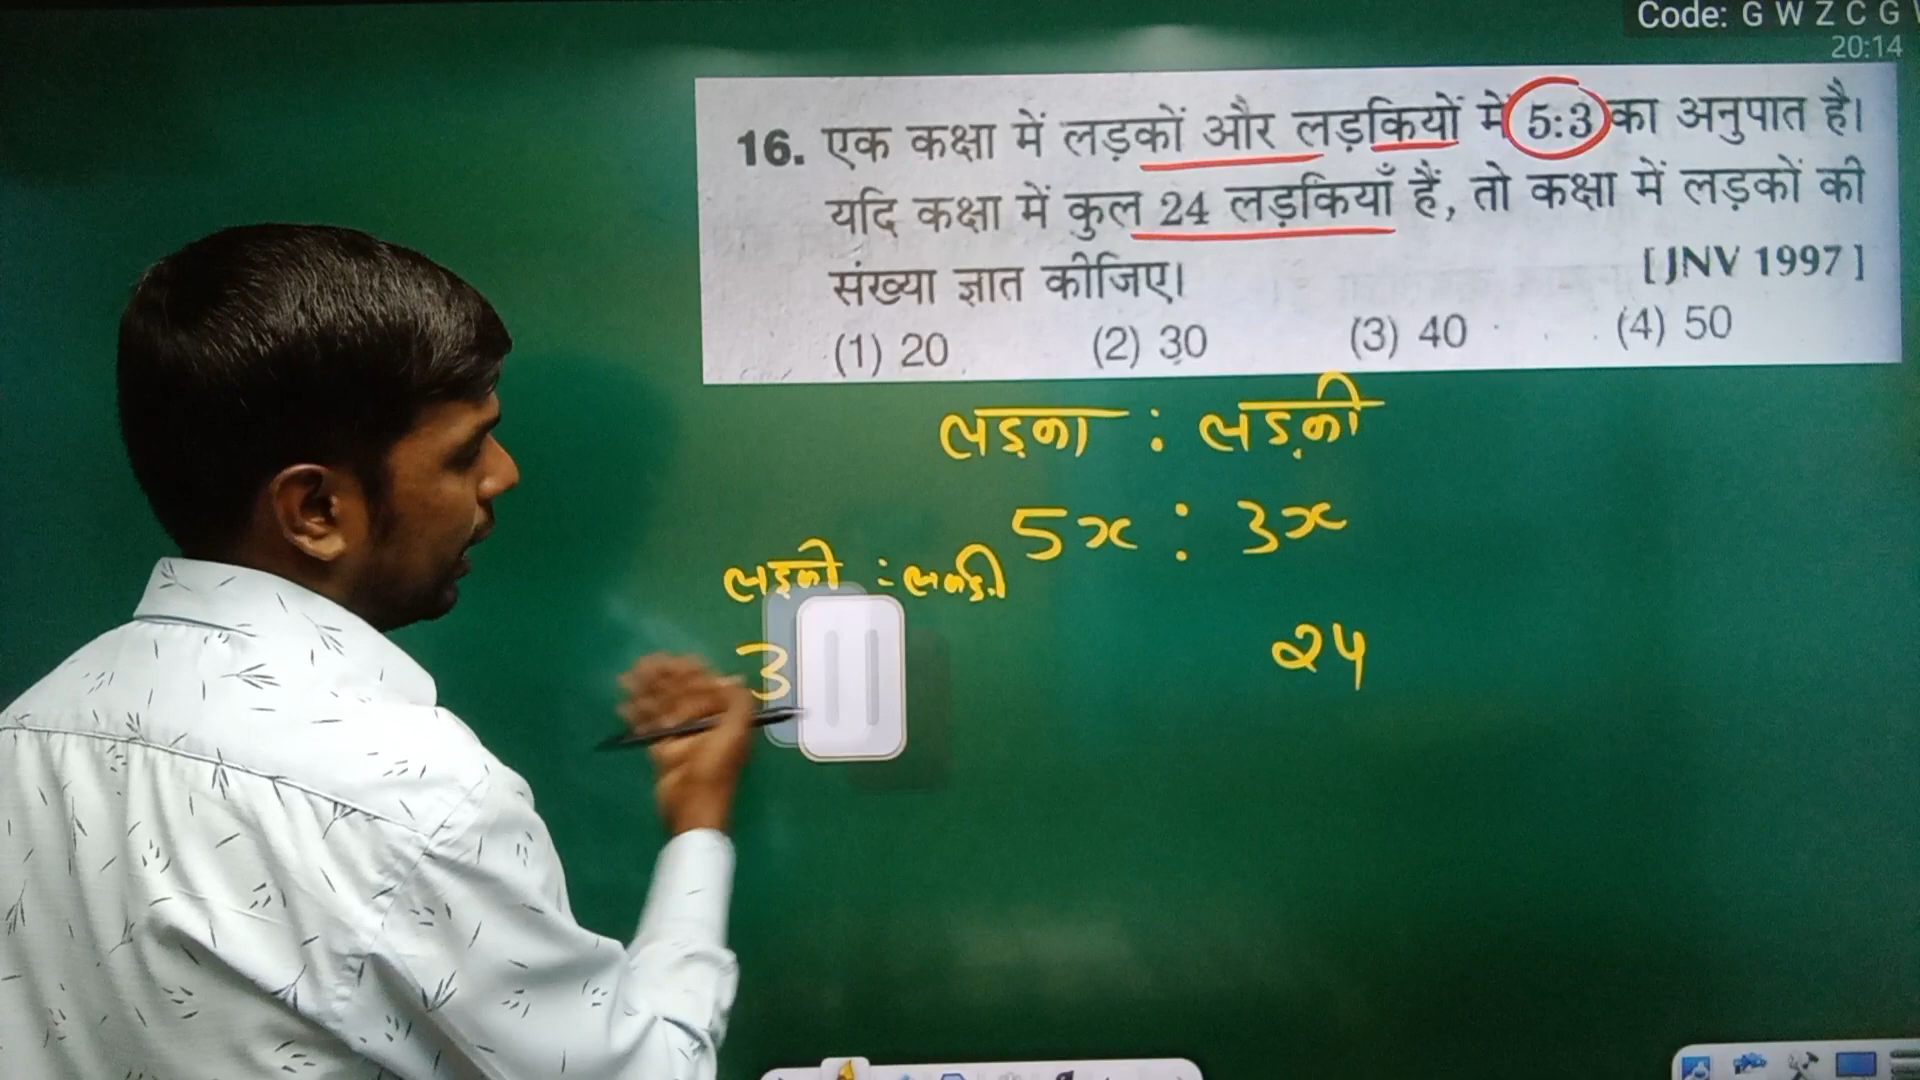 Code: G W Z C G
20:14
16. एक कक्षा में लड़कों और लड़कियों में 5:3 का अनुपात है।
यदि कक्षा में कुल 24 लड़कियाँ हैं, तो कक्षा में लड़कों की
संख्या ज्ञात कीजिए। [JNV 1997]
(1) 20 (2) 30 (3) 40 (4) 50
लड़का : लड़की
5x : 3x
3
24